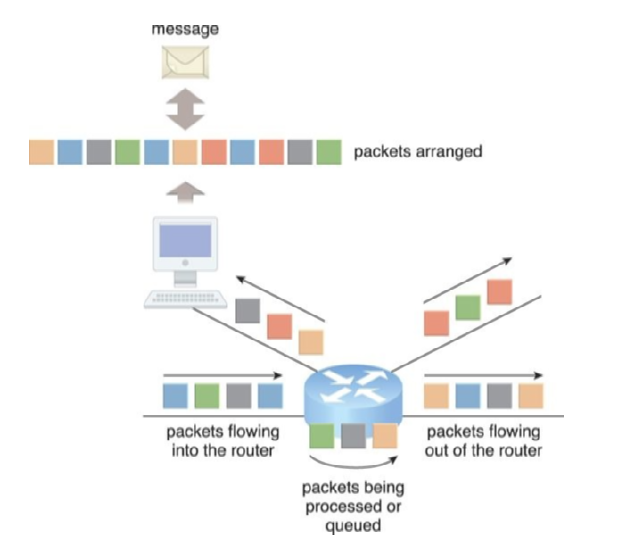 message
packets arranged
packets flowing
into the router
packets flowing
out of the router
packets being
processed or
queued